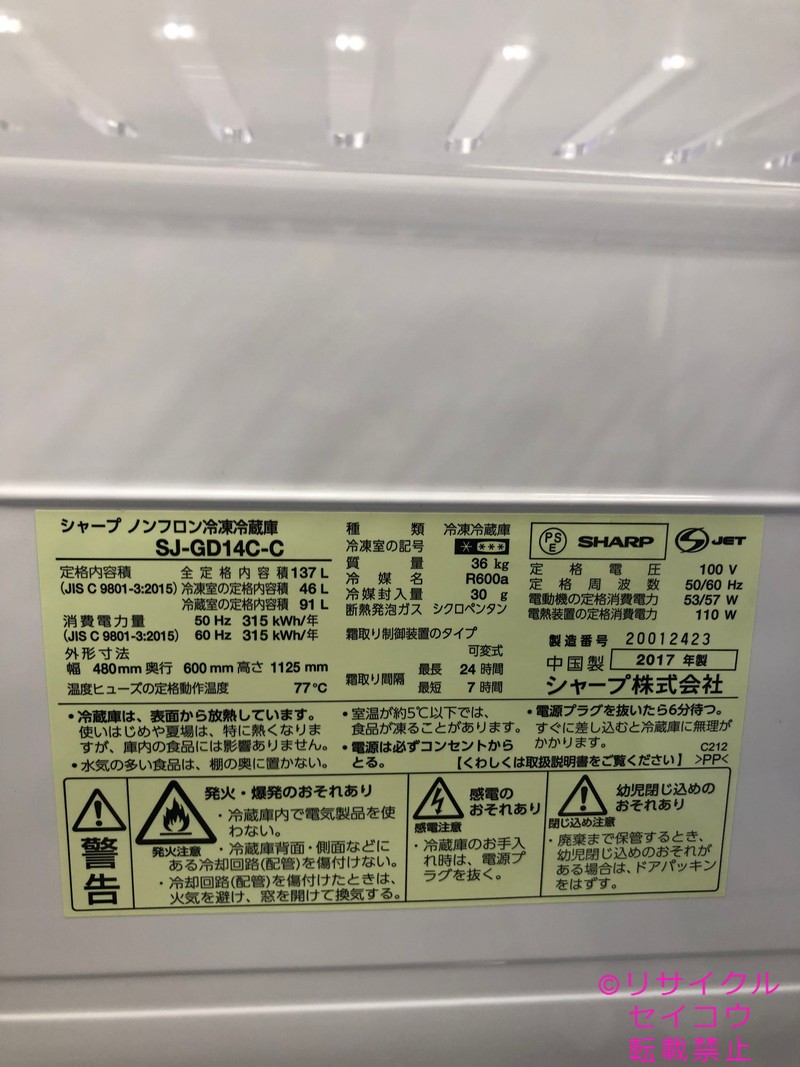 シャープ ノンフロン冷凍冷蔵庫
SJ-GD14C-C
定格内容積 全定格内容積 137 L
(JIS C 9801-3:2015) 冷凍室の定格内容積 46 L
冷蔵室の定格内容積 91 L
消費電力量 50 Hz 315 kWh/年
(JIS C 9801-3:2015) 60 Hz 315 kWh/年
外形寸法
幅 480mm 奥行 600mm 高さ 1125 mm
温度ヒューズの定格動作温度 77℃
種類 冷凍冷蔵庫
冷凍室の記号 * ***
質量 36 kg
冷媒名 R600a
冷媒封入量 30 g
断熱発泡ガス シクロペンタン
霜取り制御装置のタイプ
可変式
霜取り間隔 最長 24 時間
最短 7 時間
PSE SHARP JET
定格電圧 100 V
定格周波数 50/60 Hz
電動機の定格消費電力 53/57 W
電熱装置の定格消費電力 110 W
製造番号 20012423
中国製 2017 年製
シャープ株式会社
・冷蔵庫は、表面から放熱しています。
使いはじめや夏場は、特に熱くなりま
すが、庫内の食品には影響ありません。
・水気の多い食品は、棚の奥に置かない。
・室温が約5℃以下では、
食品が凍ることがあります。
・電源は必ずコンセントから
とる。
・電源プラグを抜いたら6分待つ。
すぐに差し込むと冷蔵庫に無理が
かかります。
C212
【くわしくは取扱説明書をご覧ください】 >PP<
警告
発火・爆発のおそれあり
発火注意
・冷蔵庫内で電気製品を使
わない。
・冷蔵庫背面・側面などに
ある冷却回路(配管)を傷付けない。
・冷却回路(配管)を傷付けたときは、
火気を避け、窓を開けて換気する。
感電の
おそれあり
感電注意
・冷蔵庫のお手入
れ時は、電源プ
ラグを抜く。
幼児閉じ込めの
おそれあり
閉じ込め注意
・廃棄まで保管するとき、
幼児閉じ込めのおそれが
ある場合は、ドアパッキン
をはずす。
©リサイクル
セイコウ
転載禁止